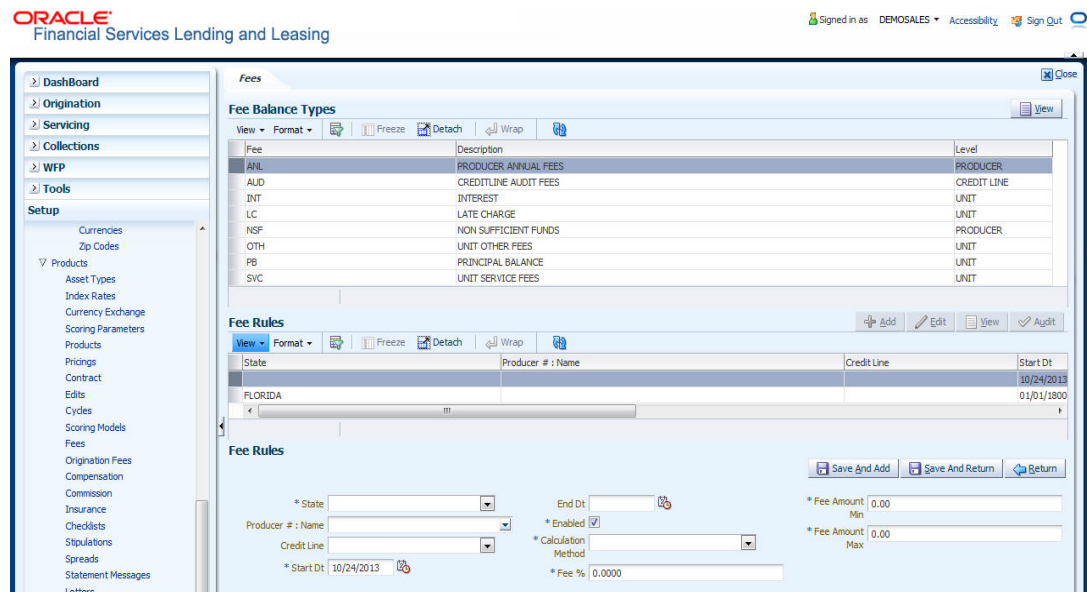 ORACLE
Financial Services Lending and Leasing
Signed in as DEMOSALES Accessibility Sign Out
DashBoard
Origination
Servicing
Collections
WFP
Tools
Setup
Currencies
Zip Codes
Products
Asset Types
Index Rates
Currency Exchange
Scoring Parameters
Products
Pricings
Contract
Edits
Cycles
Scoring Models
Fees
Origination Fees
Compensation
Commission
Insurance
Checklists
Stipulations
Spreads
Statement Messages
Letters
Fees
Close
Fee Balance Types
View
View Format Freeze Detach Wrap
Fee Description Level
ANL PRODUCER ANNUAL FEES PRODUCER
AUD CREDITLINE AUDIT FEES CREDIT LINE
INT INTEREST UNIT
LC LATE CHARGE UNIT
NSF NON SUFFICIENT FUNDS PRODUCER
OTH UNIT OTHER FEES UNIT
PB PRINCIPAL BALANCE UNIT
SVC UNIT SERVICE FEES UNIT
Fee Rules
Add Edit View Audit
View Format Freeze Detach Wrap
State Producer # : Name Credit Line Start Dt
10/24/2013
FLORIDA 01/01/1800
Fee Rules
Save And Add Save And Return Return
* State
Producer # : Name
Credit Line
* Start Dt 10/24/2013
End Dt
* Enabled
* Calculation Method
* Fee % 0.0000
* Fee Amount Min 0.00
* Fee Amount Max 0.00